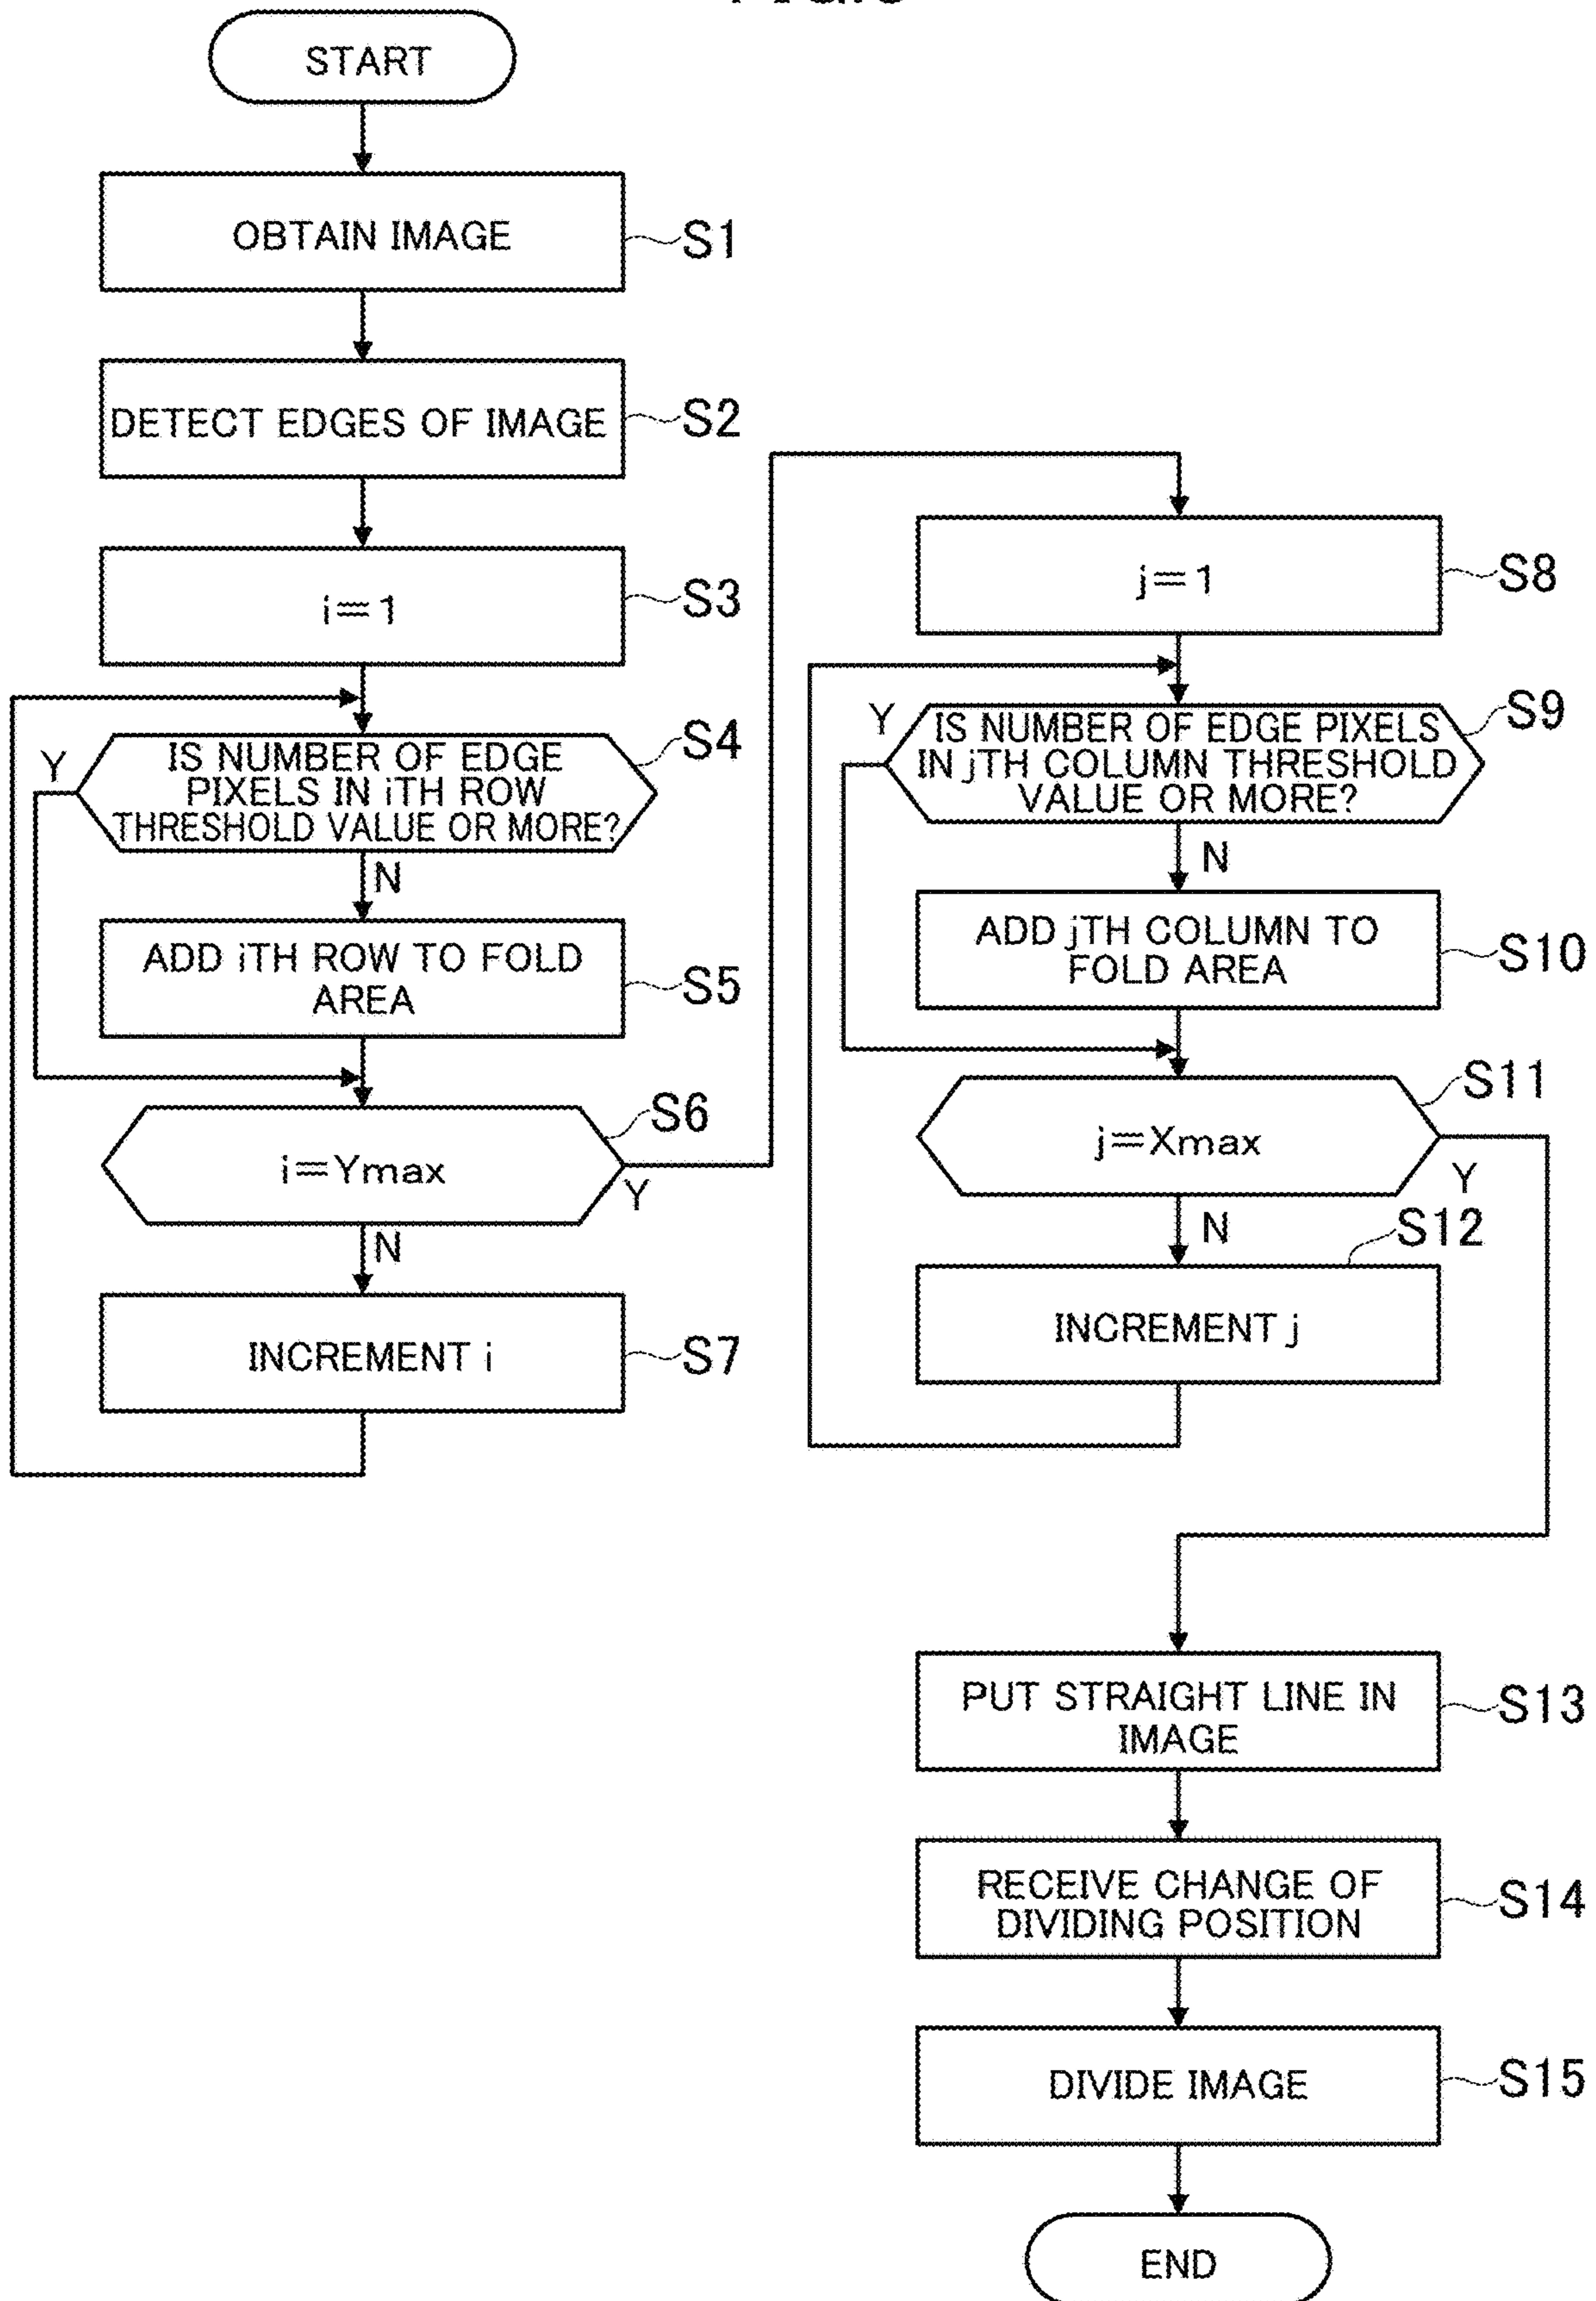 START
OBTAIN IMAGE
S1
DETECT EDGES OF IMAGE
S2
i=1
S3
IS NUMBER OF EDGE
PIXELS IN iTH ROW
THRESHOLD VALUE OR MORE?
S4
Y
N
ADD iTH ROW TO FOLD
AREA
S5
i=Ymax
S6
Y
N
INCREMENT i
S7
j=1
S8
IS NUMBER OF EDGE PIXELS
IN jTH COLUMN THRESHOLD
VALUE OR MORE?
S9
Y
N
ADD jTH COLUMN TO
FOLD AREA
S10
j=Xmax
S11
Y
N
S12
INCREMENT j
PUT STRAIGHT LINE IN
IMAGE
S13
RECEIVE CHANGE OF
DIVIDING POSITION
S14
DIVIDE IMAGE
S15
END